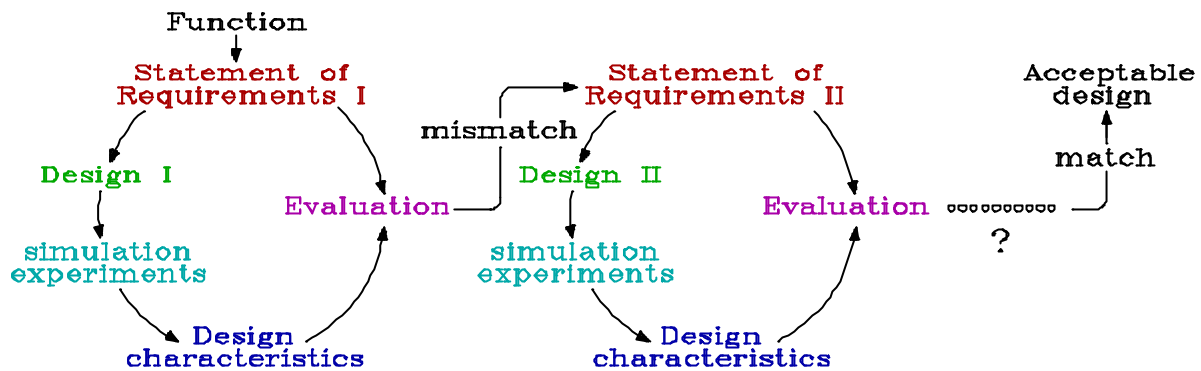 Function
Statement of
Requirements I
Design I
simulation
experiments
Design
characteristics
Evaluation
mismatch
Statement of
Requirements II
Design II
simulation
experiments
Design
characteristics
Evaluation
?
match
Acceptable
design